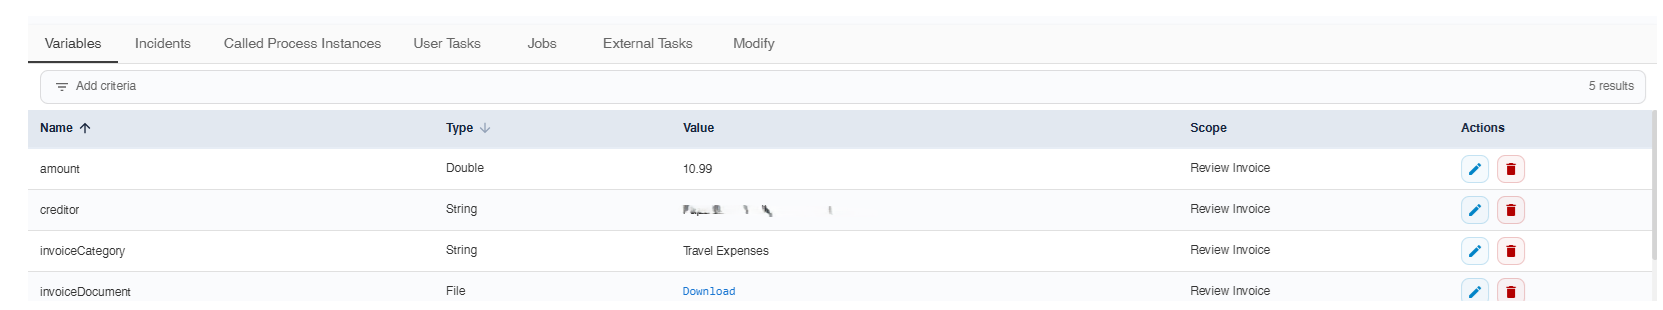 Variables Incidents Called Process Instances User Tasks Jobs External Tasks Modify
Add criteria 5 results
Name Type Value Scope Actions
amount Double 10.99 Review Invoice
creditor String Review Invoice
invoiceCategory String Travel Expenses Review Invoice
invoiceDocument File Download Review Invoice